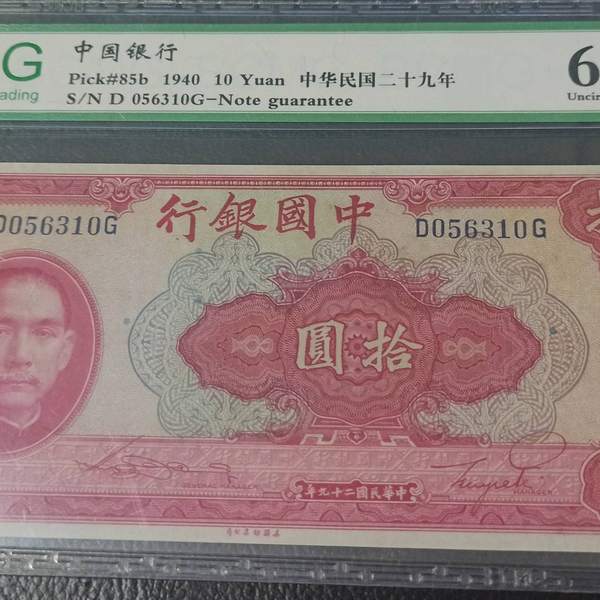 G
中国银行
ading
Pick#85b 1940 10 Yuan 中华民国二十九年
S/N D 056310G-Note guarantee
6
Uncir
行銀國中
D056310G
D056310G
圓拾
年九十二國民華中
MANAGER